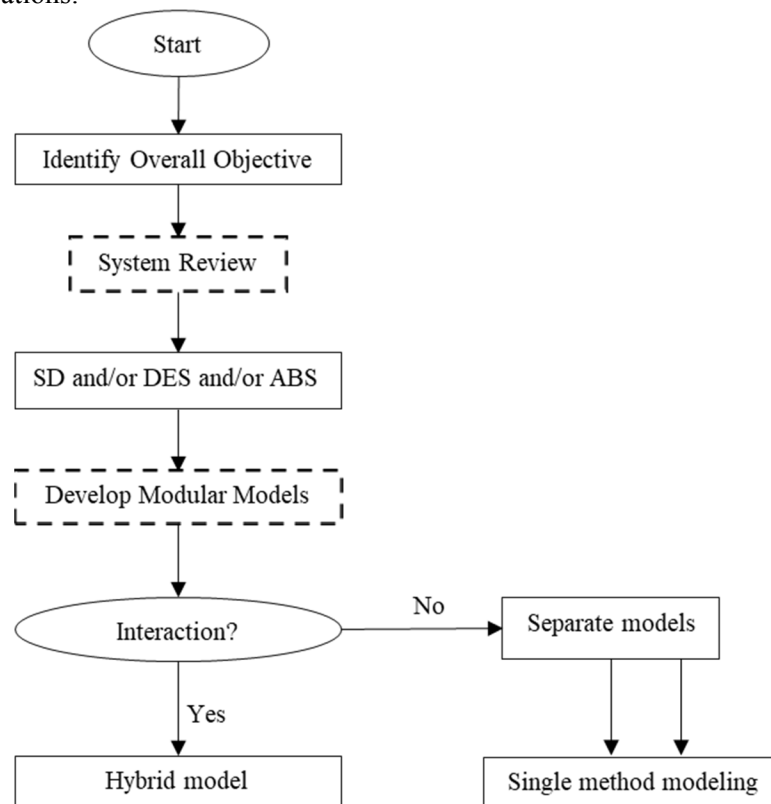 Start
Identify Overall Objective
System Review
SD and/or DES and/or ABS
Develop Modular Models
Interaction?
No
Separate models
Yes
Hybrid model
Single method modeling